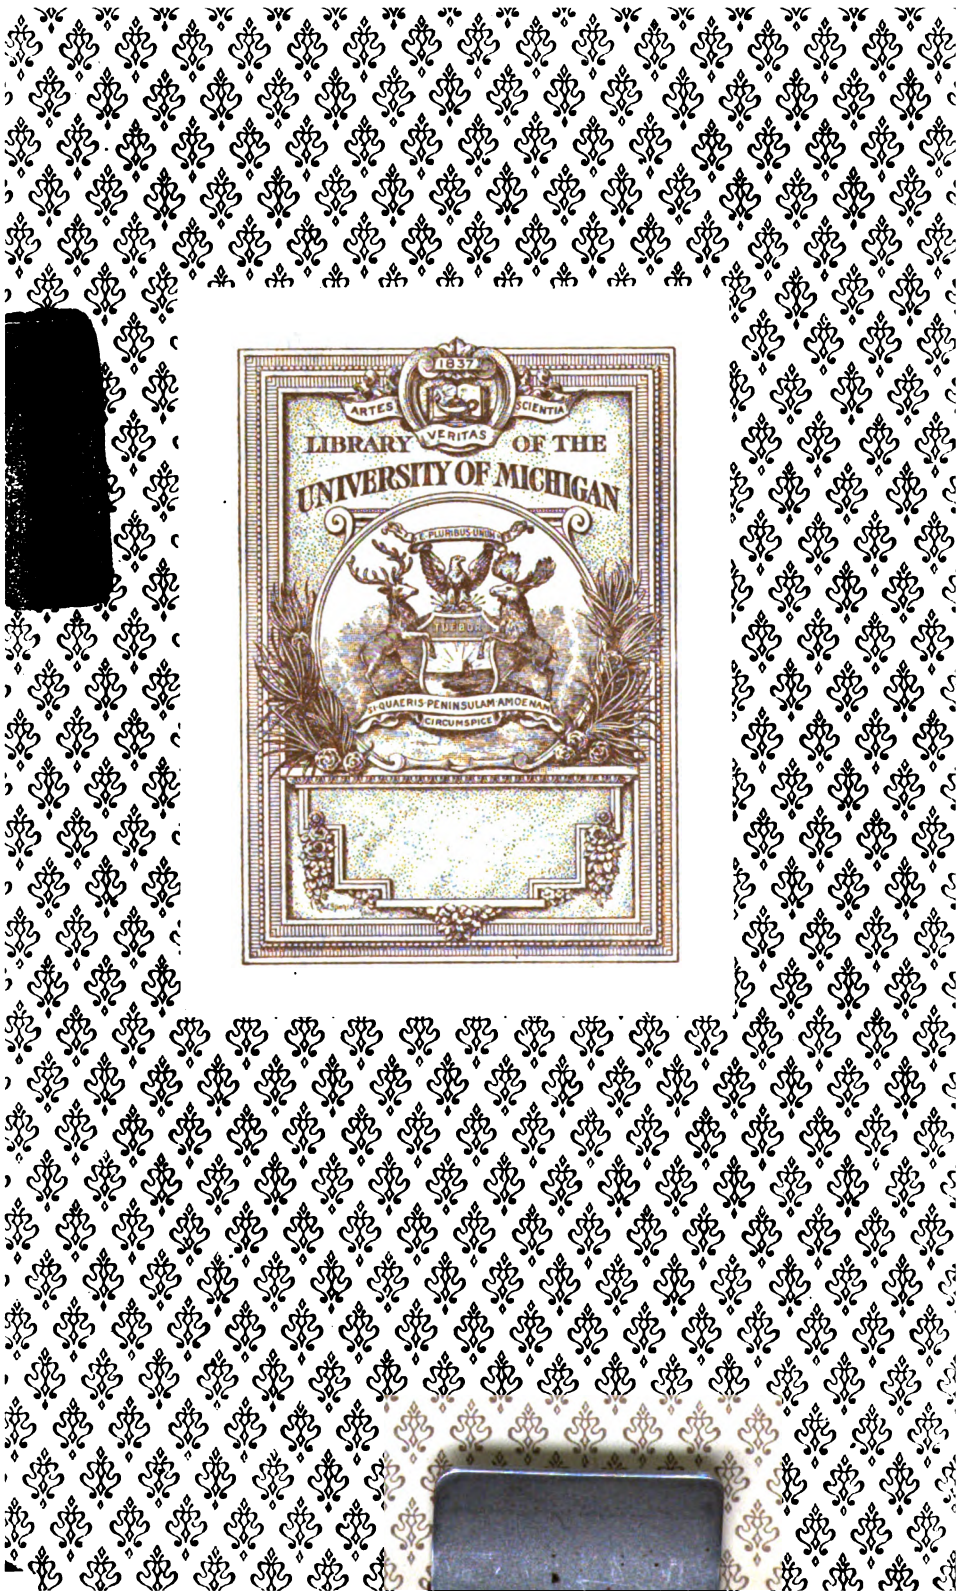 1837
ARTES SCIENTIA
VERITAS
LIBRARY OF THE
UNIVERSITY OF MICHIGAN
E·PLURIBUS·UNUM
TUEBOR
SI·QUAERIS·PENINSULAM·AMOENAM
CIRCUMSPICE